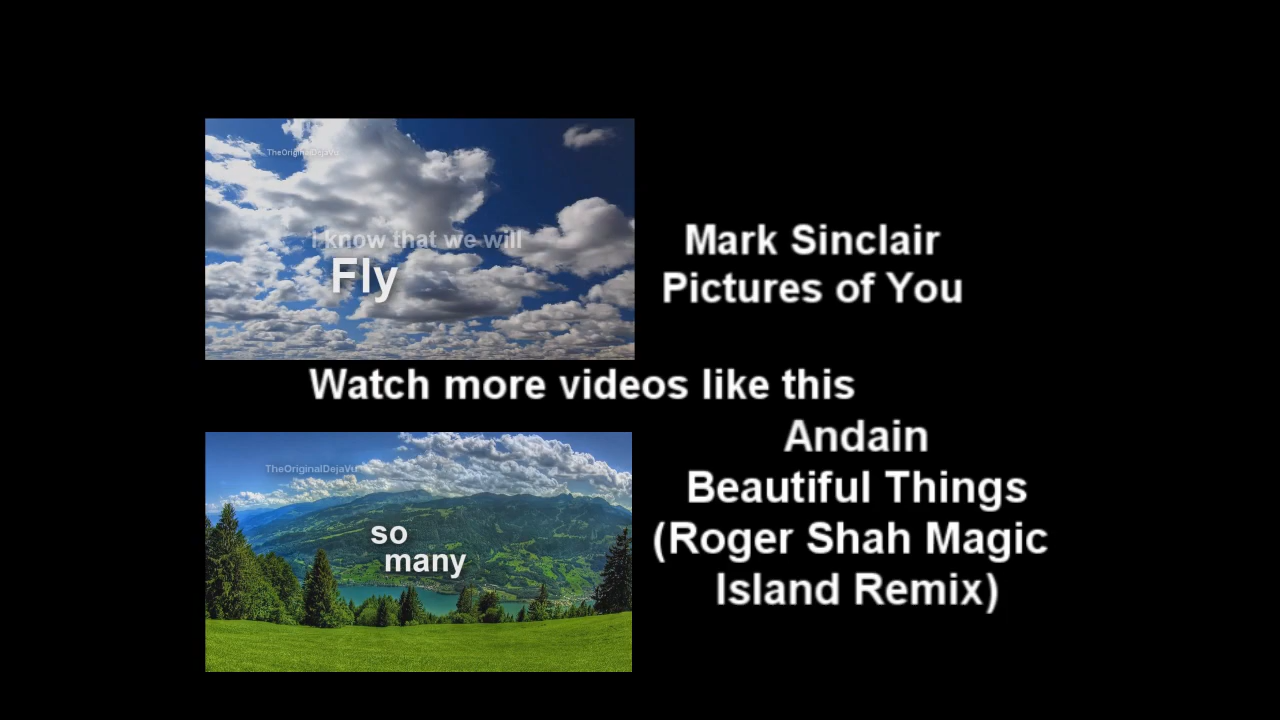 TheOriginalDejaVu
I know that we will
Fly
Mark Sinclair
Pictures of You
Watch more videos like this
TheOriginalDejaVu
so
many
Andain
Beautiful Things
(Roger Shah Magic
Island Remix)